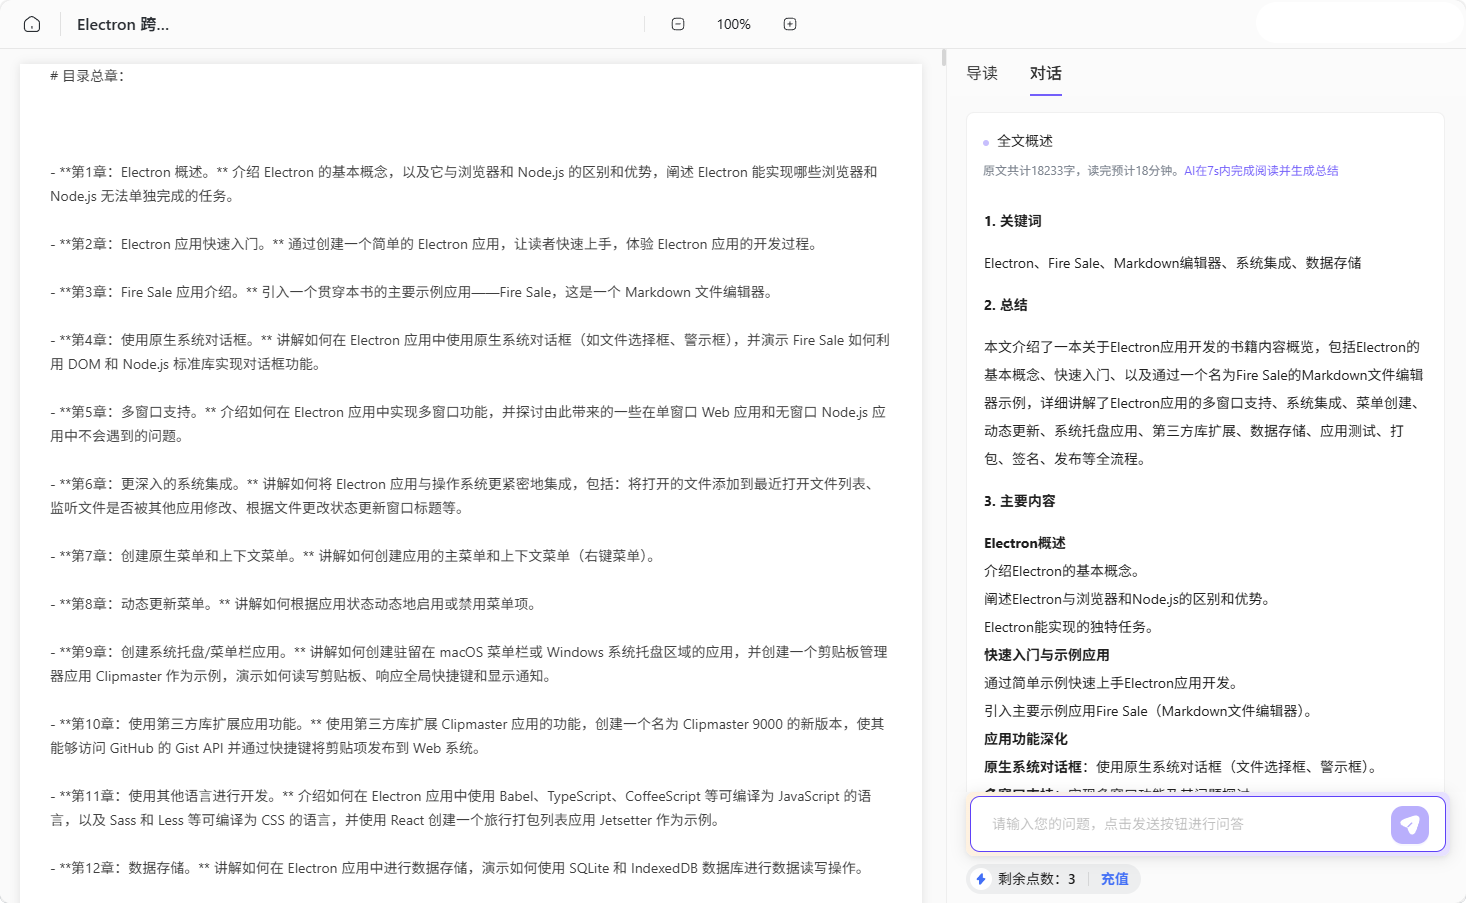 Electron 跨...
100%
# 目录总章：
- **第1章：Electron 概述。** 介绍 Electron 的基本概念，以及它与浏览器和 Node.js 的区别和优势，阐述 Electron 能实现哪些浏览器和
Node.js 无法单独完成的任务。
- **第2章：Electron 应用快速入门。** 通过创建一个简单的 Electron 应用，让读者快速上手，体验 Electron 应用的开发过程。
- **第3章：Fire Sale 应用介绍。** 引入一个贯穿本书的主要示例应用——Fire Sale，这是一个 Markdown 文件编辑器。
- **第4章：使用原生系统对话框。** 讲解如何在 Electron 应用中使用原生系统对话框（如文件选择框、警示框），并演示 Fire Sale 如何利
用 DOM 和 Node.js 标准库实现对话框功能。
- **第5章：多窗口支持。** 介绍如何在 Electron 应用中实现多窗口功能，并探讨由此带来的一些在单窗口 Web 应用和无窗口 Node.js 应
用中不会遇到的问题。
- **第6章：更深入的系统集成。** 讲解如何将 Electron 应用与操作系统更紧密地集成，包括：将打开的文件添加到最近打开文件列表、
监听文件是否被其他应用修改、根据文件更改状态更新窗口标题等。
- **第7章：创建原生菜单和上下文菜单。** 讲解如何创建应用的主菜单和上下文菜单（右键菜单）。
- **第8章：动态更新菜单。** 讲解如何根据应用状态动态地启用或禁用菜单项。
- **第9章：创建系统托盘/菜单栏应用。** 讲解如何创建驻留在 macOS 菜单栏或 Windows 系统托盘区域的应用，并创建一个剪贴板管理
器应用 Clipmaster 作为示例，演示如何读写剪贴板、响应全局快捷键和显示通知。
- **第10章：使用第三方库扩展应用功能。** 使用第三方库扩展 Clipmaster 应用的功能，创建一个名为 Clipmaster 9000 的新版本，使其
能够访问 GitHub 的 Gist API 并通过快捷键将剪贴项发布到 Web 系统。
- **第11章：使用其他语言进行开发。** 介绍如何在 Electron 应用中使用 Babel、TypeScript、CoffeeScript 等可编译为 JavaScript 的语
言，以及 Sass 和 Less 等可编译为 CSS 的语言，并使用 React 创建一个旅行打包列表应用 Jetsetter 作为示例。
- **第12章：数据存储。** 讲解如何在 Electron 应用中进行数据存储，演示如何使用 SQLite 和 IndexedDB 数据库进行数据读写操作。
导读
对话
全文概述
原文共计18233字，读完预计18分钟。AI在7s内完成阅读并生成总结
1. 关键词
Electron、Fire Sale、Markdown编辑器、系统集成、数据存储
2. 总结
本文介绍了一本关于Electron应用开发的书籍内容概览，包括Electron的
基本概念、快速入门、以及通过一个名为Fire Sale的Markdown文件编辑
器示例，详细讲解了Electron应用的多窗口支持、系统集成、菜单创建、
动态更新、系统托盘应用、第三方库扩展、数据存储、应用测试、打
包、签名、发布等全流程。
3. 主要内容
Electron概述
介绍Electron的基本概念。
阐述Electron与浏览器和Node.js的区别和优势。
Electron能实现的独特任务。
快速入门与示例应用
通过简单示例快速上手Electron应用开发。
引入主要示例应用Fire Sale（Markdown文件编辑器）。
应用功能深化
原生系统对话框：使用原生系统对话框（文件选择框、警示框）。
请输入您的问题，点击发送按钮进行问答
剩余点数：3
充值